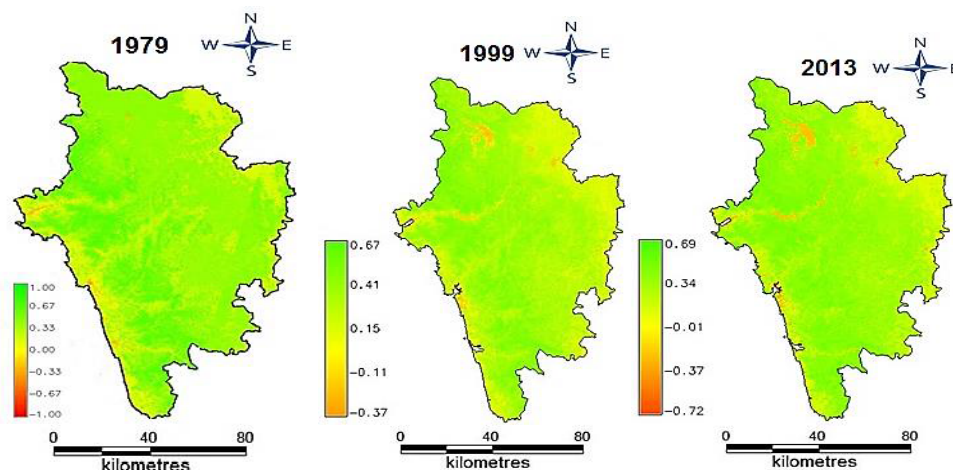 1979
N
W E
S
1.00
0.67
0.33
0.00
-0.33
-0.67
-1.00
0 40 80
kilometres
1999
N
W E
S
0.67
0.41
0.15
-0.11
-0.37
0 40 80
kilometres
2013
N
W E
S
0.69
0.34
-0.01
-0.37
-0.72
0 40 80
kilometres